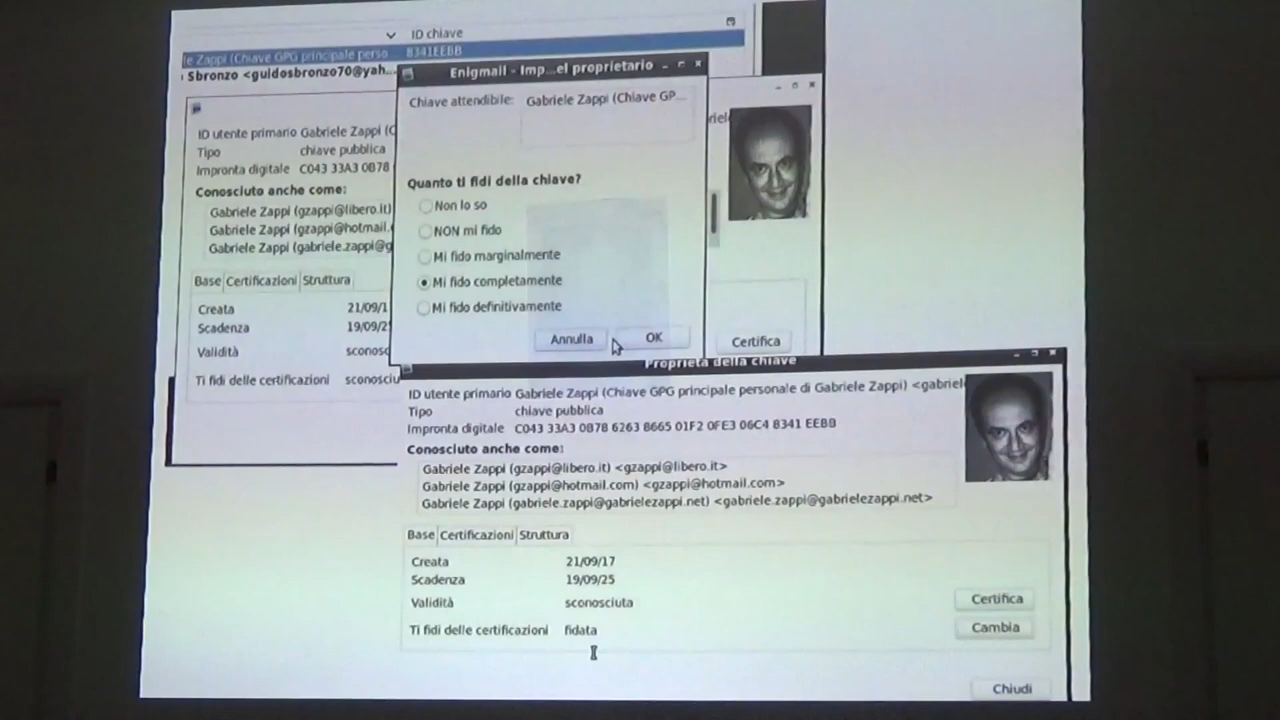 ID chiave
le Zappi (Chiave GPG principale perso 8341EEBB
Sbronzo <guidosbronzo70@yah...
Enigmail - Imp...el proprietario
Chiave attendibile: Gabriele Zappi (Chiave GP...
Quanto ti fidi della chiave?
Non lo so
NON mi fido
Mi fido marginalmente
Mi fido completamente
Mi fido definitivamente
Annulla OK
ID utente primario Gabriele Zappi (C
Tipo chiave pubblica
Impronta digitale C043 33A3 0B78
Conosciuto anche come:
Gabriele Zappi (gzappi@libero.it)
Gabriele Zappi (gzappi@hotmail.
Gabriele Zappi (gabriele.zappi@g
Base Certificazioni Struttura
Creata 21/09/1
Scadenza 19/09/2
Validità sconosc
Ti fidi delle certificazioni sconosciu
Certifica
Proprietà della chiave
ID utente primario Gabriele Zappi (Chiave GPG principale personale di Gabriele Zappi) <gabriel
Tipo chiave pubblica
Impronta digitale C043 33A3 0B78 6263 8665 01F2 0FE3 06C4 8341 EEBB
Conosciuto anche come:
Gabriele Zappi (gzappi@libero.it) <gzappi@libero.it>
Gabriele Zappi (gzappi@hotmail.com) <gzappi@hotmail.com>
Gabriele Zappi (gabriele.zappi@gabrielezappi.net) <gabriele.zappi@gabrielezappi.net>
Base Certificazioni Struttura
Creata 21/09/17
Scadenza 19/09/25
Validità sconosciuta
Ti fidi delle certificazioni fidata
Certifica
Cambia
Chiudi